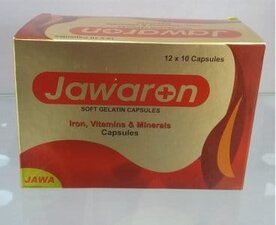 12 x 10 Capsules
Jawaron
SOFT GELATIN CAPSULES
Iron, Vitamins & Minerals
Capsules
JAWA